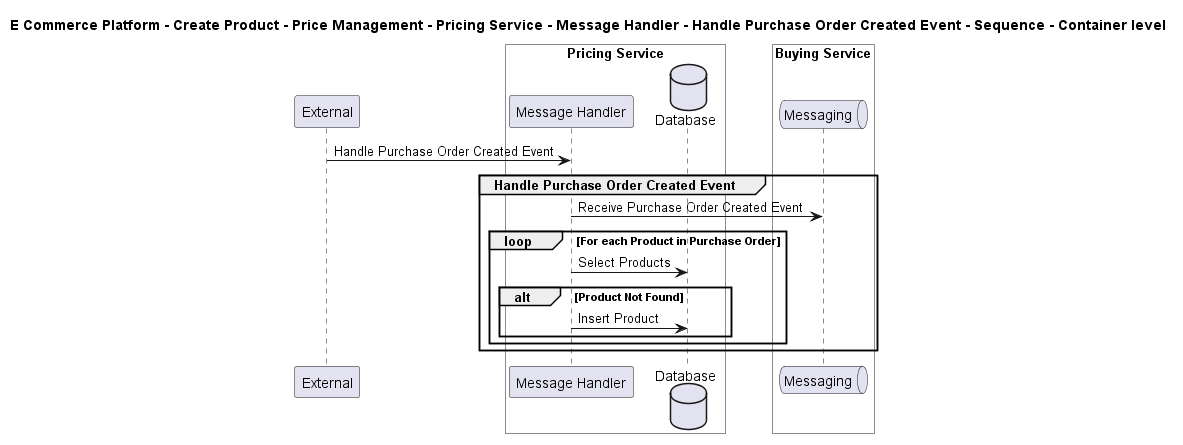 E Commerce Platform - Create Product - Price Management - Pricing Service - Message Handler - Handle Purchase Order Created Event - Sequence - Container level
Pricing Service
Buying Service
External
Message Handler
Database
Messaging
Handle Purchase Order Created Event
Handle Purchase Order Created Event
Receive Purchase Order Created Event
loop [For each Product in Purchase Order]
Select Products
alt [Product Not Found]
Insert Product
External
Message Handler
Database
Messaging